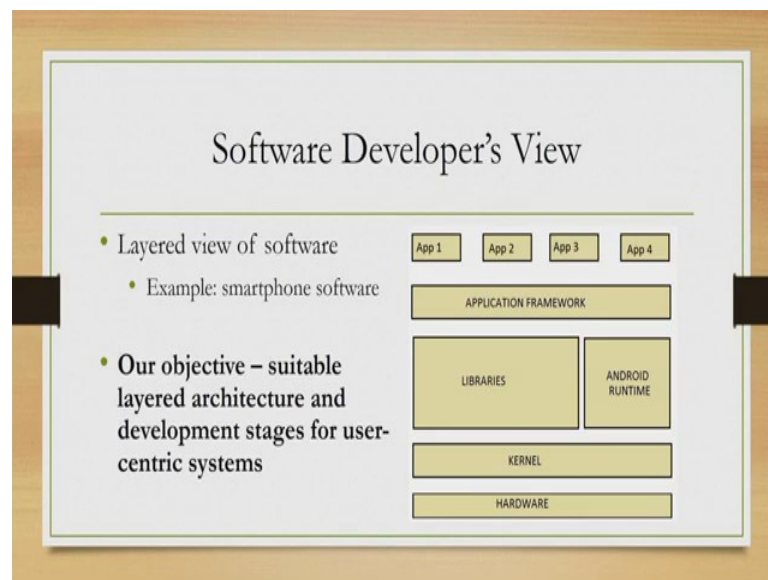 Software Developer's View
• Layered view of software
• Example: smartphone software
• Our objective – suitable
layered architecture and
development stages for user-
centric systems
App 1 App 2 App 3 App 4
APPLICATION FRAMEWORK
LIBRARIES
ANDROID
RUNTIME
KERNEL
HARDWARE